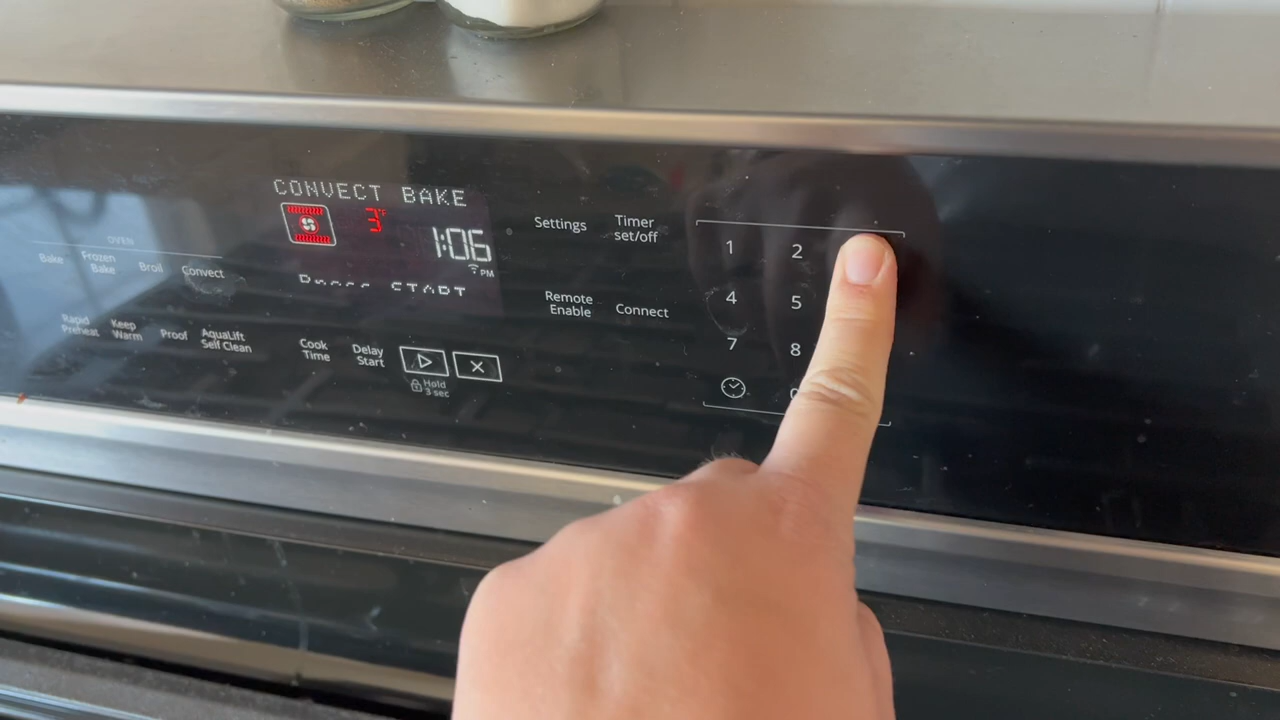 CONVECT BAKE
3°F
1:06
PM
Press START
OVEN
Bake
Frozen
Bake
Broil
Convect
Rapid
Preheat
Keep
Warm
Proof
AquaLift
Self Clean
Cook
Time
Delay
Start
Hold
3 sec
Settings
Timer
set/off
Remote
Enable
Connect
1 2
4 5
7 8
0